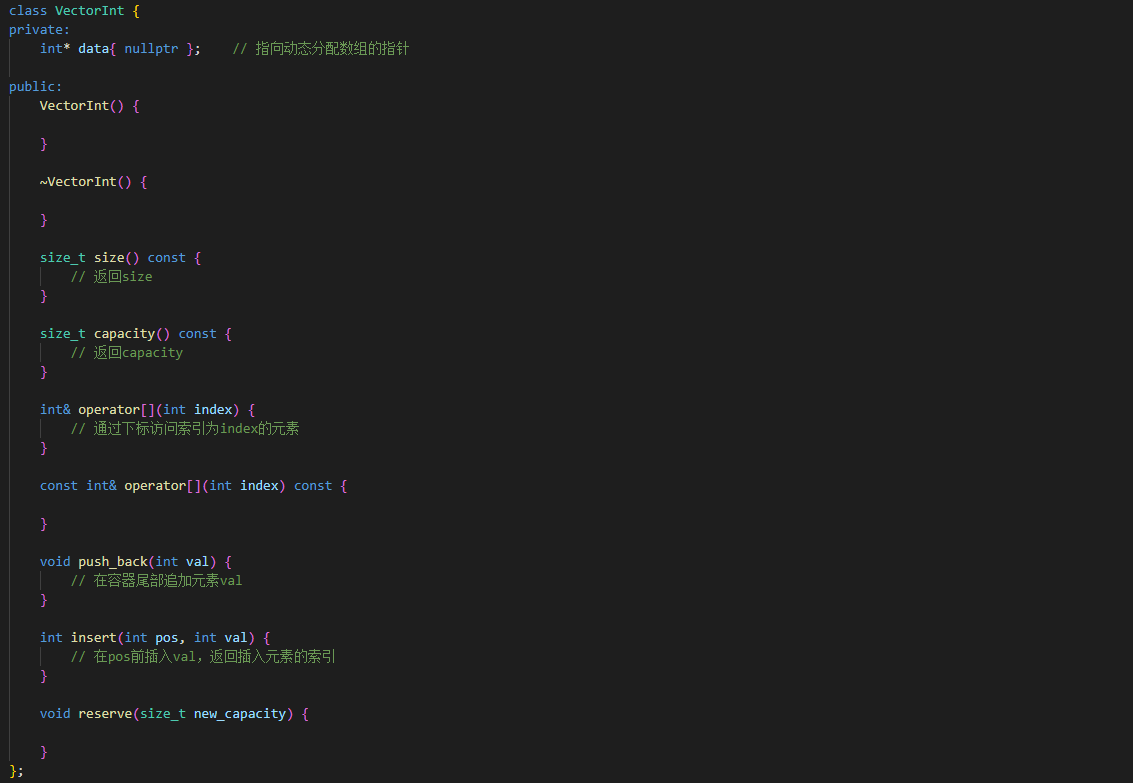 class VectorInt {
private:
    int* data{ nullptr };    // 指向动态分配数组的指针
public:
    VectorInt() {
    }
    ~VectorInt() {
    }
    size_t size() const {
        // 返回size
    }
    size_t capacity() const {
        // 返回capacity
    }
    int& operator[](int index) {
        // 通过下标访问索引为index的元素
    }
    const int& operator[](int index) const {
    }
    void push_back(int val) {
        // 在容器尾部追加元素val
    }
    int insert(int pos, int val) {
        // 在pos前插入val，返回插入元素的索引
    }
    void reserve(size_t new_capacity) {
    }
};